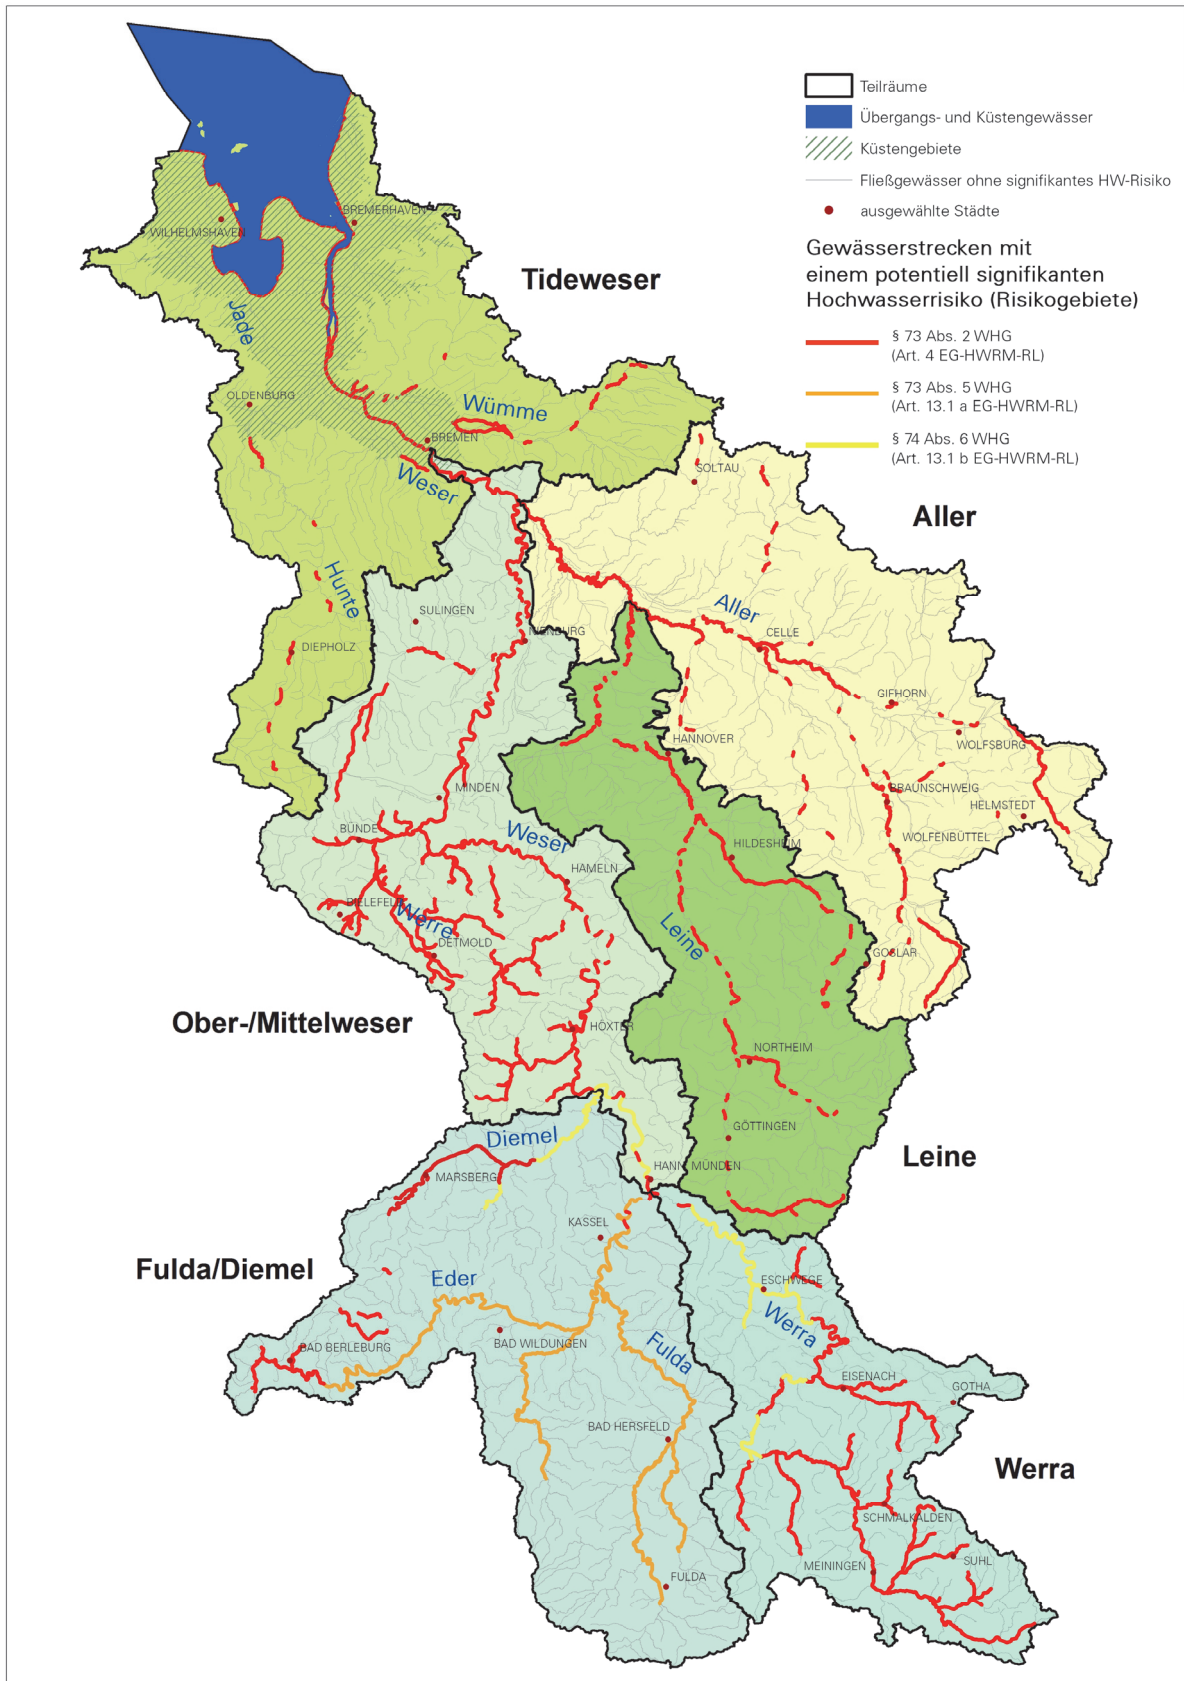 Teilräume
Übergangs- und Küstengewässer
Küstengebiete
Fließgewässer ohne signifikantes HW-Risiko
ausgewählte Städte
Gewässerstrecken mit
einem potentiell signifikanten
Hochwasserrisiko (Risikogebiete)
§ 73 Abs. 2 WHG
(Art. 4 EG-HWRM-RL)
§ 73 Abs. 5 WHG
(Art. 13.1 a EG-HWRM-RL)
§ 74 Abs. 6 WHG
(Art. 13.1 b EG-HWRM-RL)
BREMERHAVEN
WILHELMSHAVEN
Tideweser
Jade
OLDENBURG
Wümme
BREMEN
Weser
SOLTAU
Aller
Hunte
Aller
SULINGEN
NIENBURG
CELLE
DIEPHOLZ
GIFHORN
HANNOVER
WOLFSBURG
MINDEN
BRAUNSCHWEIG
HELMSTEDT
BÜNDE
Weser
WOLFENBÜTTEL
HILDESHEIM
HAMELN
BIELEFELD
Werre
Leine
DETMOLD
GOSLAR
Ober-/Mittelweser
HÖXTER
NORTHEIM
GÖTTINGEN
Diemel
Leine
MARSBERG
HANN. MÜNDEN
KASSEL
Fulda/Diemel
Eder
ESCHWEGE
Werra
BAD BERLEBURG
BAD WILDUNGEN
Fulda
EISENACH
GOTHA
BAD HERSFELD
Werra
SCHMALKALDEN
MEININGEN
SUHL
FULDA